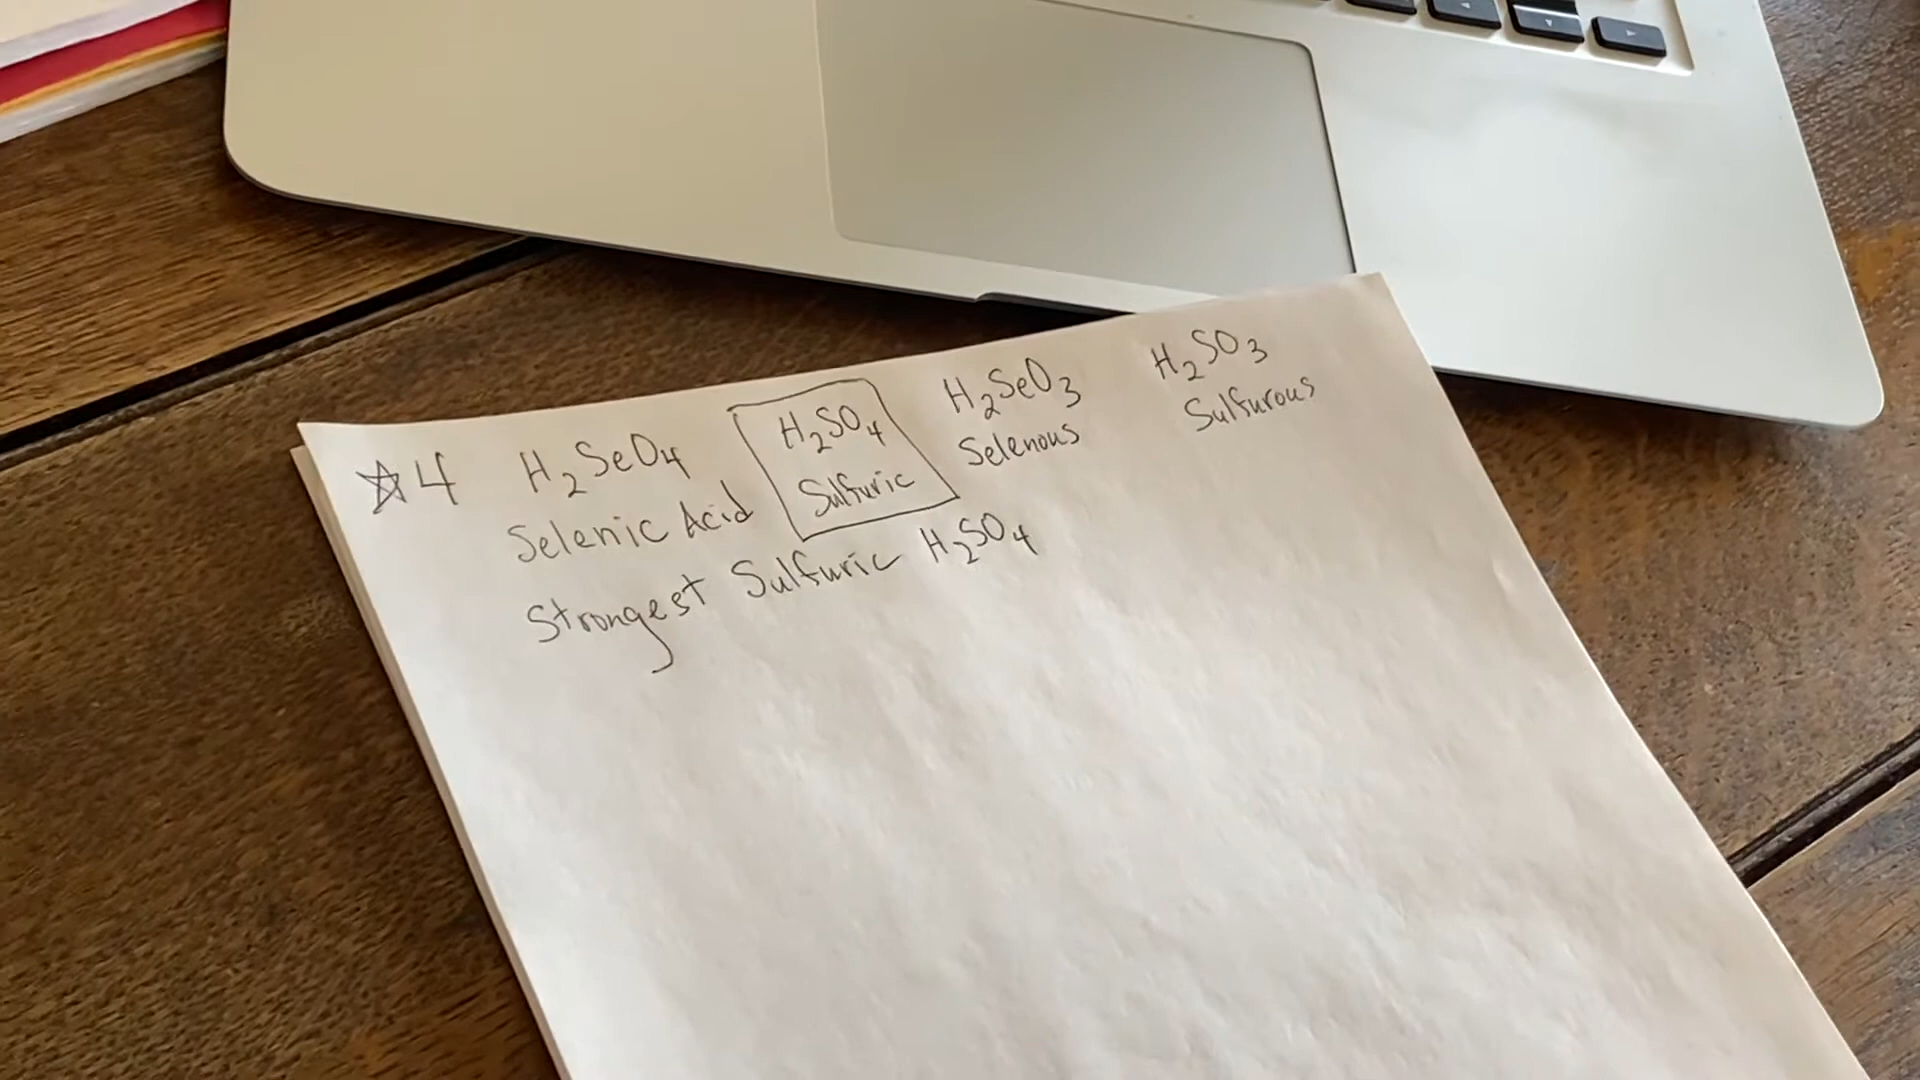 ☆4 H₂SeO₄ H₂SO₄ H₂SeO₃ H₂SO₃
Selenic Acid Sulfuric Selenous Sulfurous
Strongest Sulfuric H₂SO₄